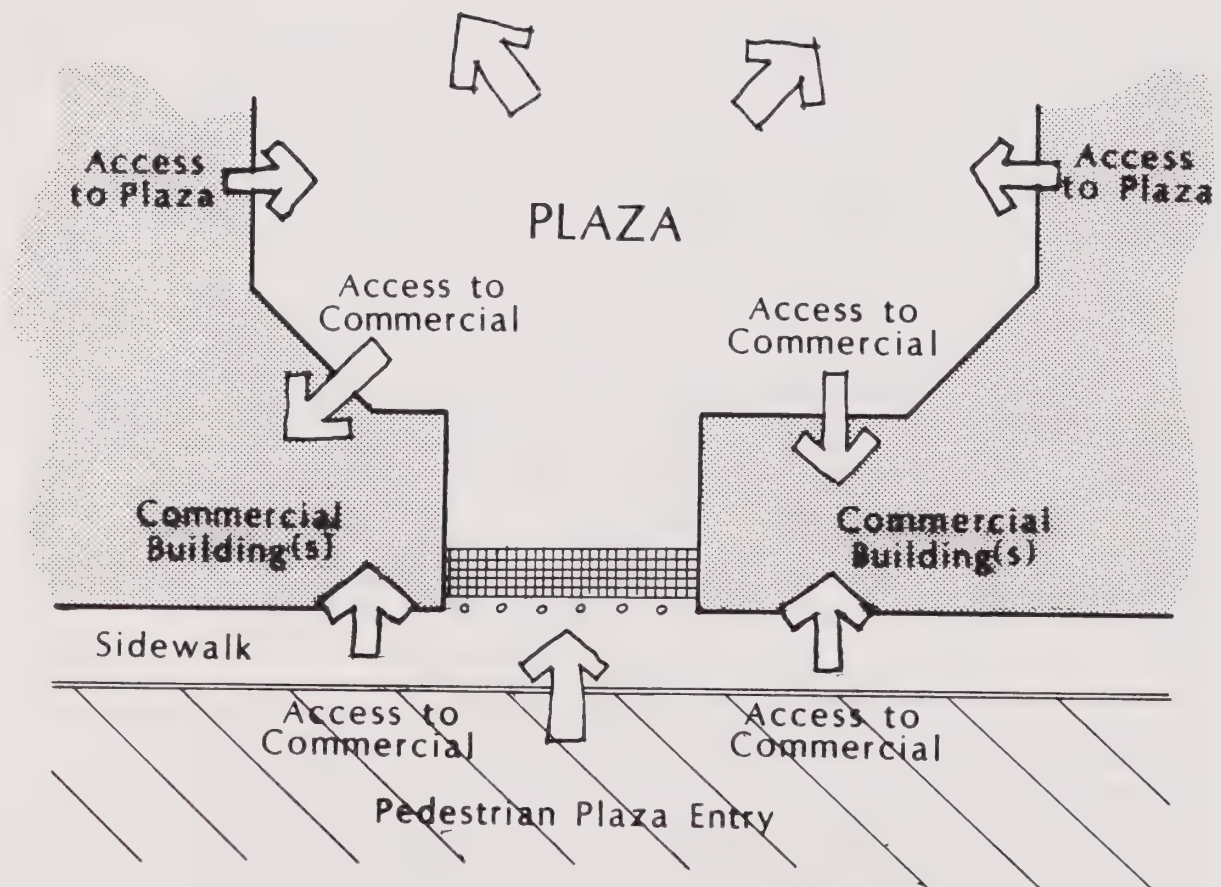 Access
to Plaza
Access
to Plaza
PLAZA
Access to
Commercial
Access to
Commercial
Commercial
Building(s)
Commercial
Building(s)
Sidewalk
Access to
Commercial
Access to
Commercial
Pedestrian Plaza Entry